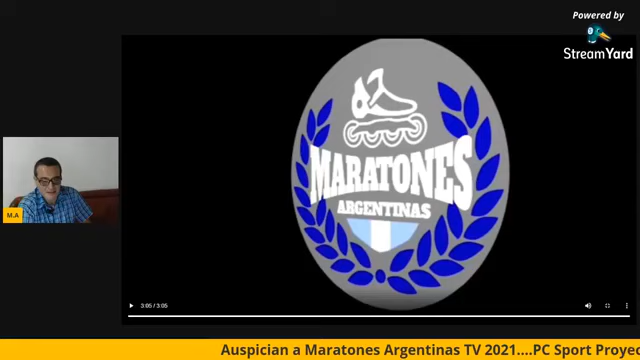 Powered by
StreamYard
MARATONES
ARGENTINAS
M.A
3:05 / 3:05
Auspician a Maratones Argentinas TV 2021....PC Sport Proyec